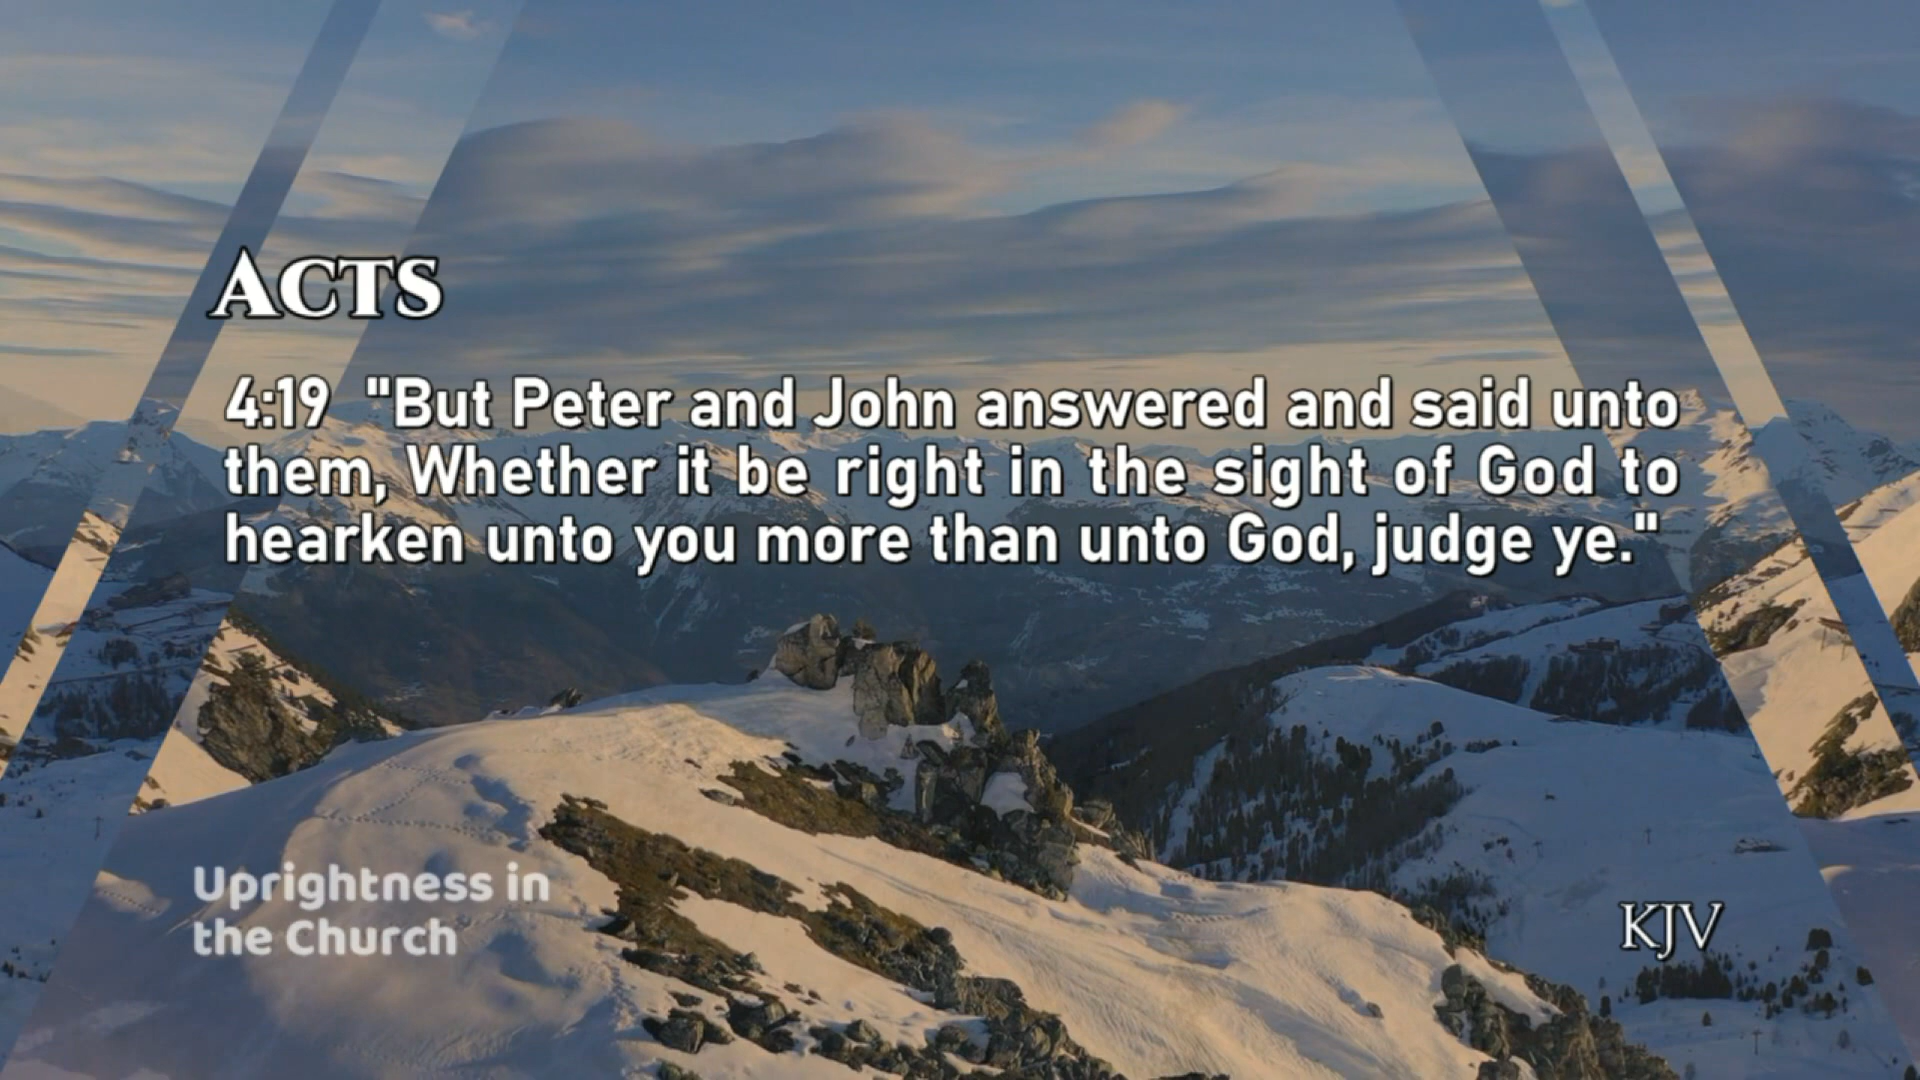 Acts
4:19 "But Peter and John answered and said unto
them, Whether it be right in the sight of God to
hearken unto you more than unto God, judge ye."
Uprightness in
the Church
KJV